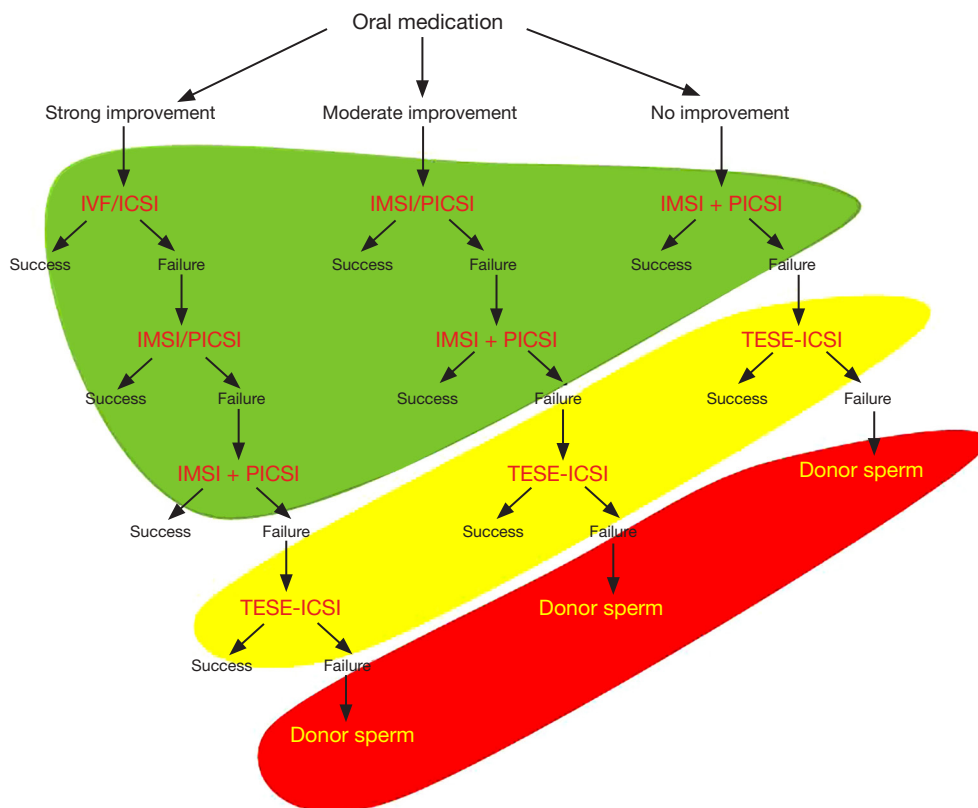 Oral medication
Strong improvement
Moderate improvement
No improvement
IVF/ICSI
IMSI/PICSI
IMSI + PICSI
Success
Failure
Success
Failure
Success
Failure
IMSI/PICSI
IMSI + PICSI
TESE-ICSI
Success
Failure
Success
Failure
Success
Failure
IMSI + PICSI
TESE-ICSI
Donor sperm
Success
Failure
Success
Failure
TESE-ICSI
Donor sperm
Success
Failure
Donor sperm